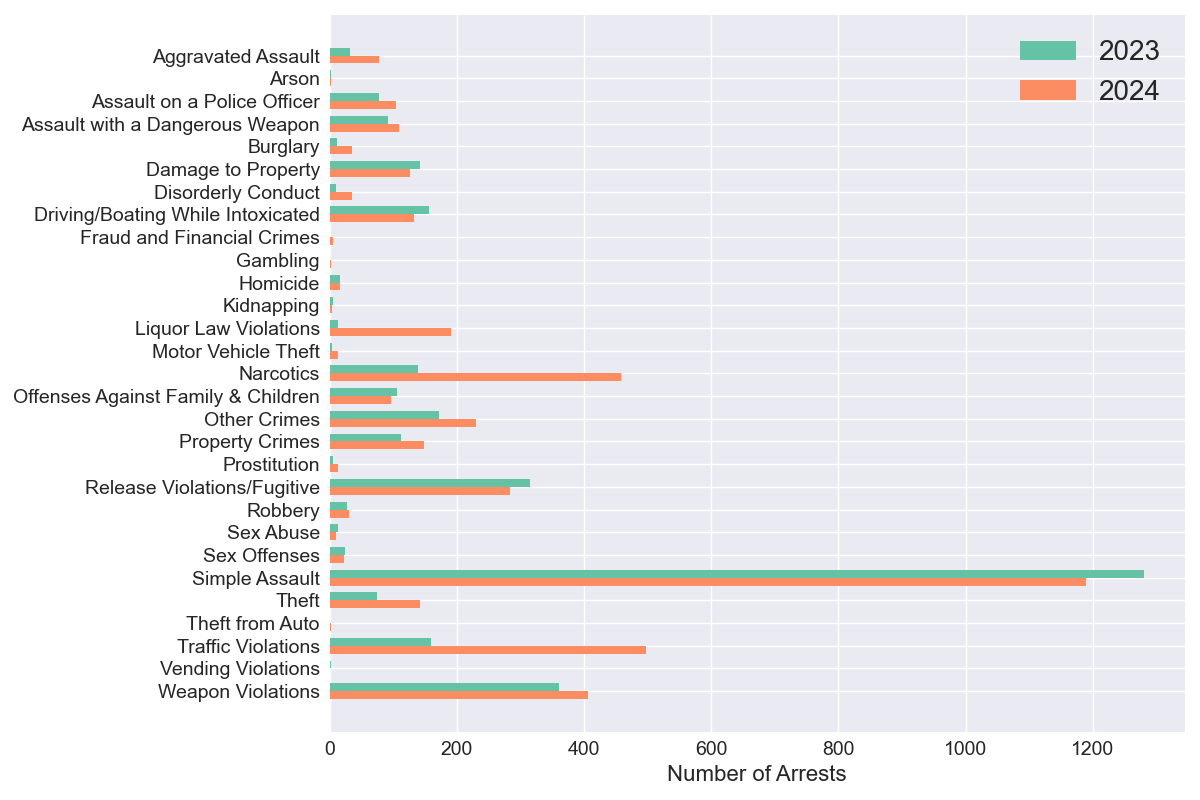 2023
2024
Aggravated Assault
Arson
Assault on a Police Officer
Assault with a Dangerous Weapon
Burglary
Damage to Property
Disorderly Conduct
Driving/Boating While Intoxicated
Fraud and Financial Crimes
Gambling
Homicide
Kidnapping
Liquor Law Violations
Motor Vehicle Theft
Narcotics
Offenses Against Family & Children
Other Crimes
Property Crimes
Prostitution
Release Violations/Fugitive
Robbery
Sex Abuse
Sex Offenses
Simple Assault
Theft
Theft from Auto
Traffic Violations
Vending Violations
Weapon Violations
0 200 400 600 800 1000 1200
Number of Arrests